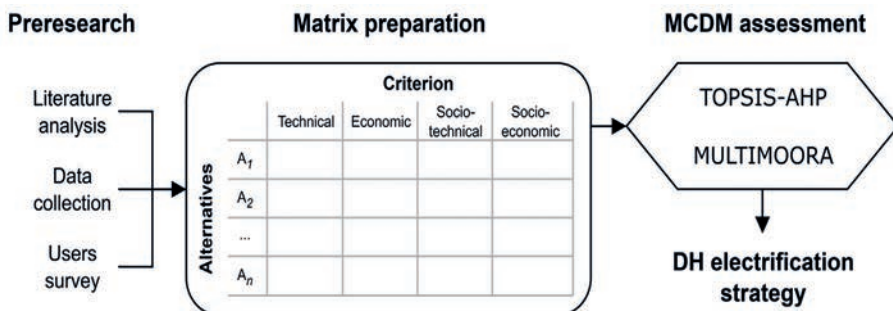 Preresearch
Matrix preparation
MCDM assessment
Literature
analysis
Data
collection
Users
survey
Criterion
Technical Economic Socio-
technical Socio-
economic
Alternatives
A1
A2
...
An
TOPSIS-AHP
MULTIMOORA
DH electrification
strategy